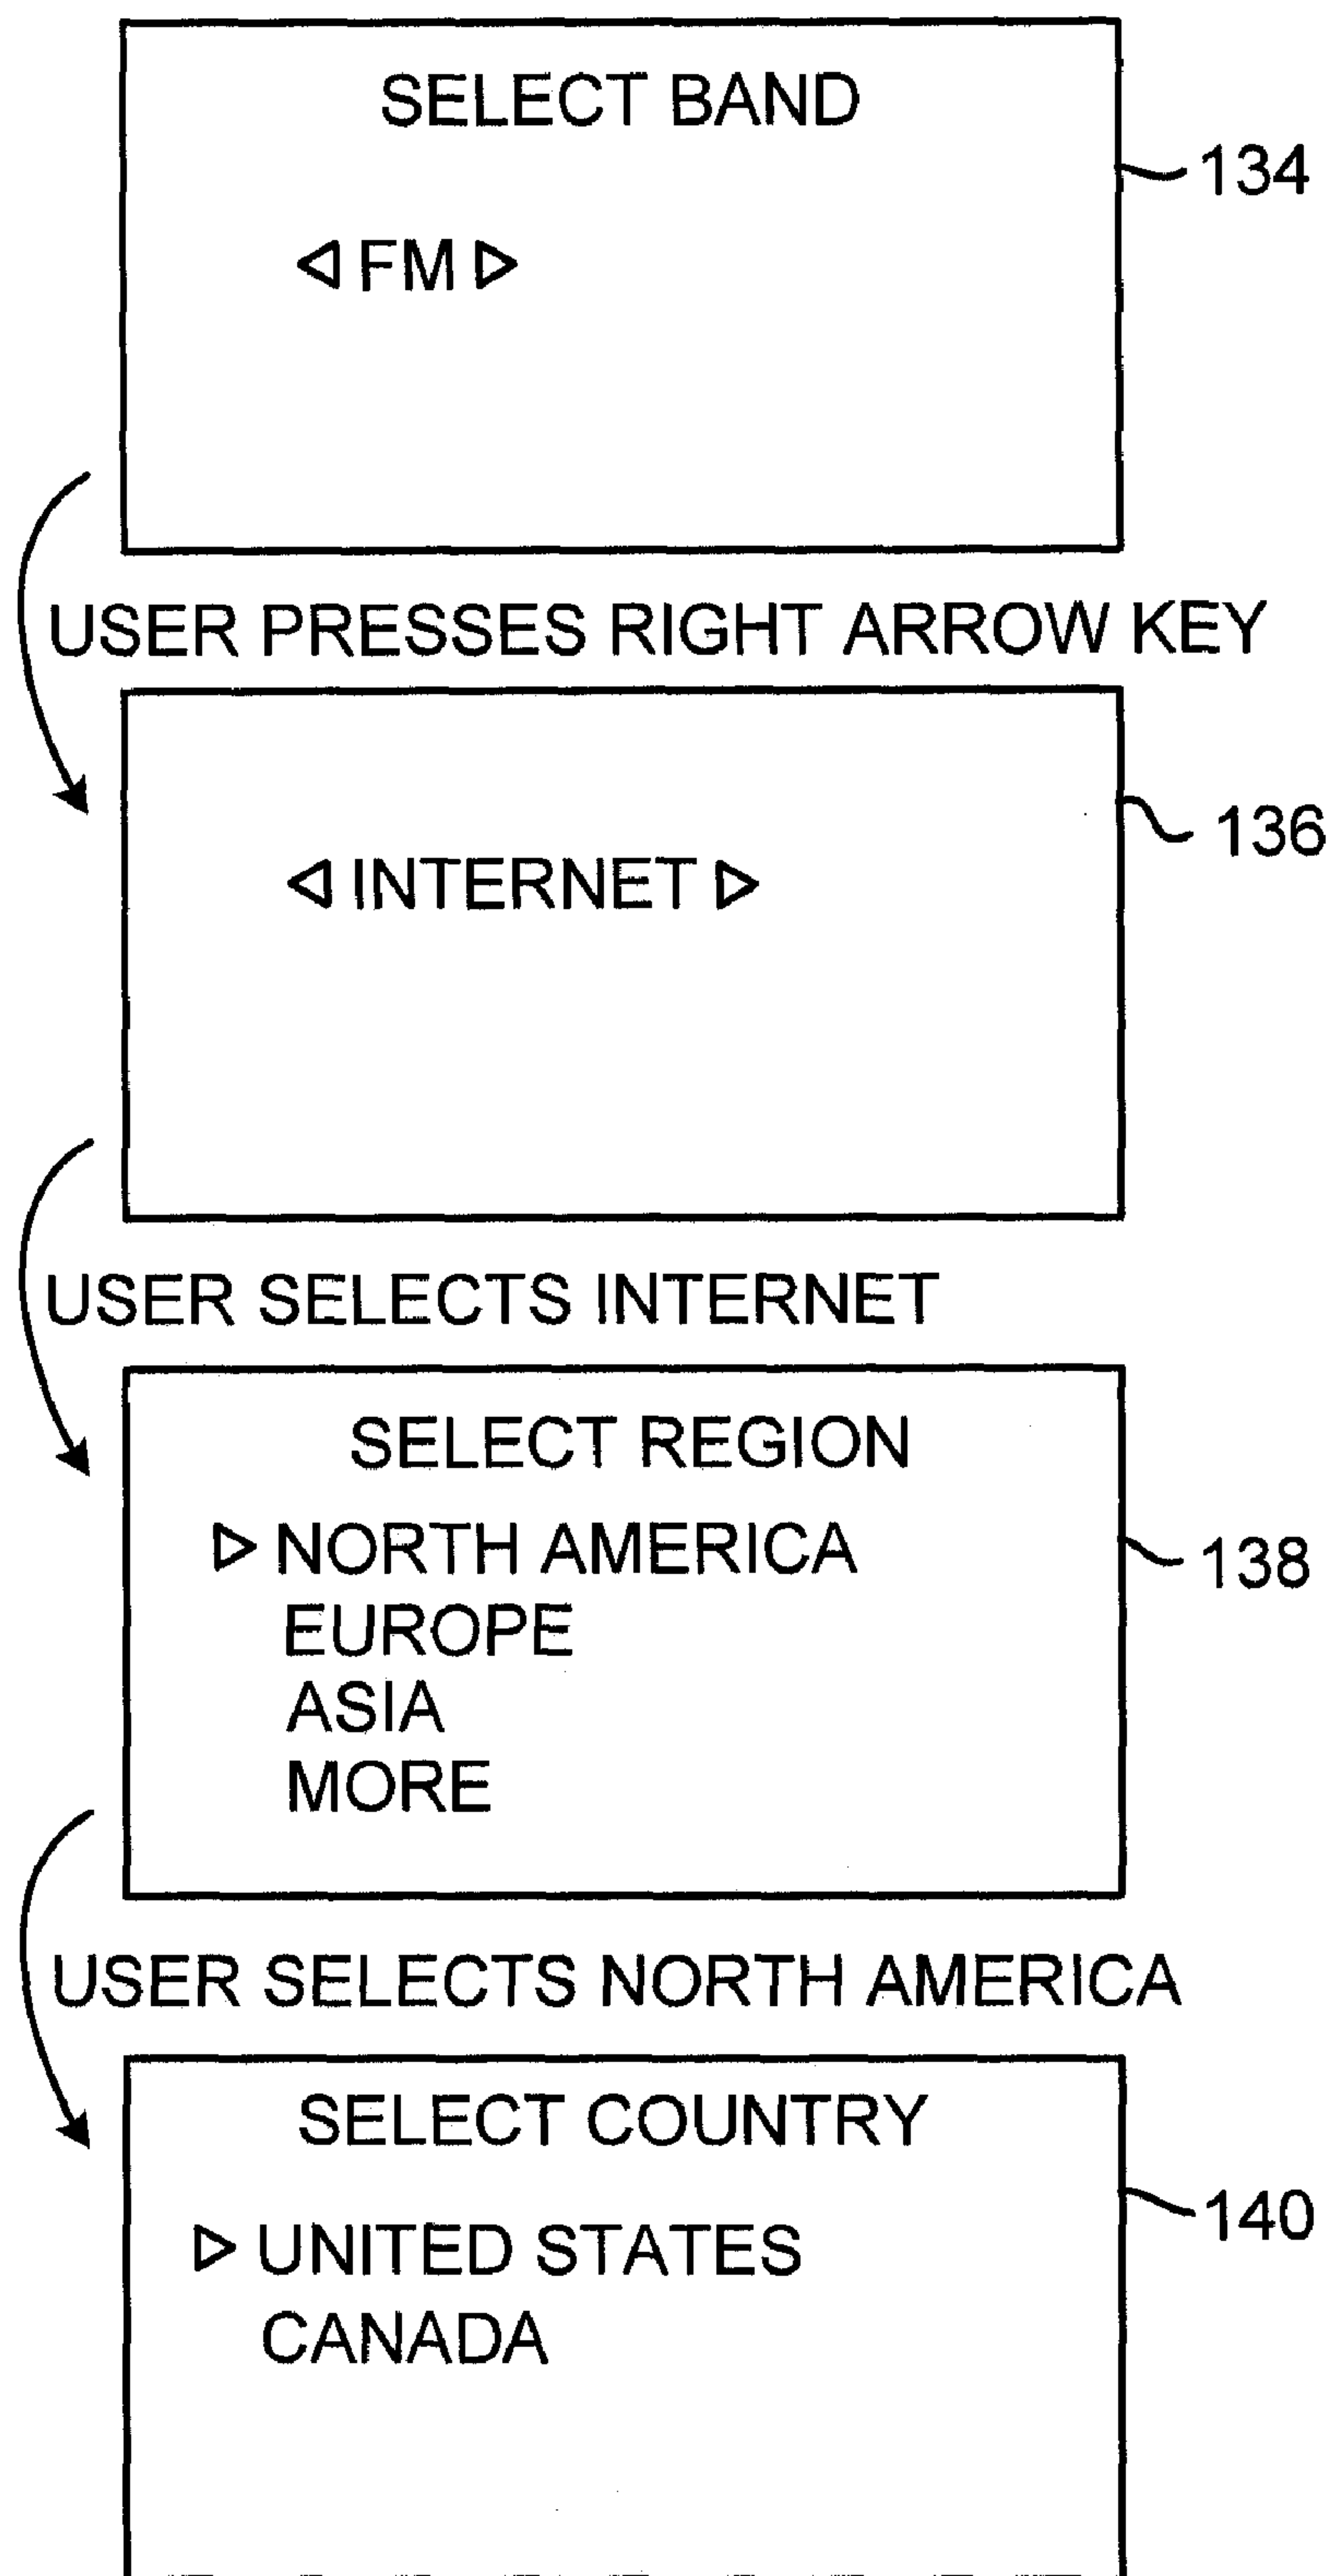 SELECT BAND
134
◁ FM ▷
USER PRESSES RIGHT ARROW KEY
136
◁ INTERNET ▷
USER SELECTS INTERNET
SELECT REGION
▷ NORTH AMERICA
138
EUROPE
ASIA
MORE
USER SELECTS NORTH AMERICA
SELECT COUNTRY
140
▷ UNITED STATES
CANADA